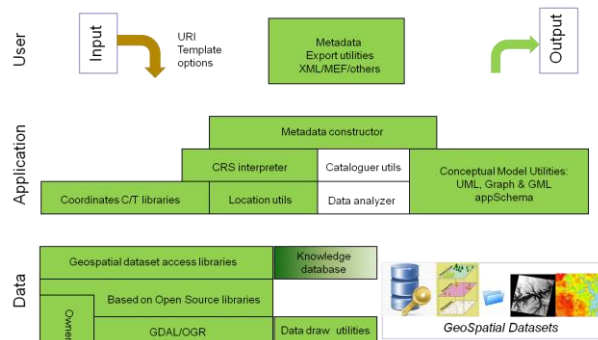 User
Input
URI
Template
options
Metadata
Export utilities
XML/MEF/others
Output
Application
Metadata constructor
CRS interpreter
Cataloguer utils
Conceptual Model Utilities:
UML, Graph & GML
appSchema
Coordinates C/T libraries
Location utils
Data analyzer
Data
Geospatial dataset access libraries
Knowledge
database
Based on Open Source libraries
GDAL/OGR
Data draw utilities
GeoSpatial Datasets